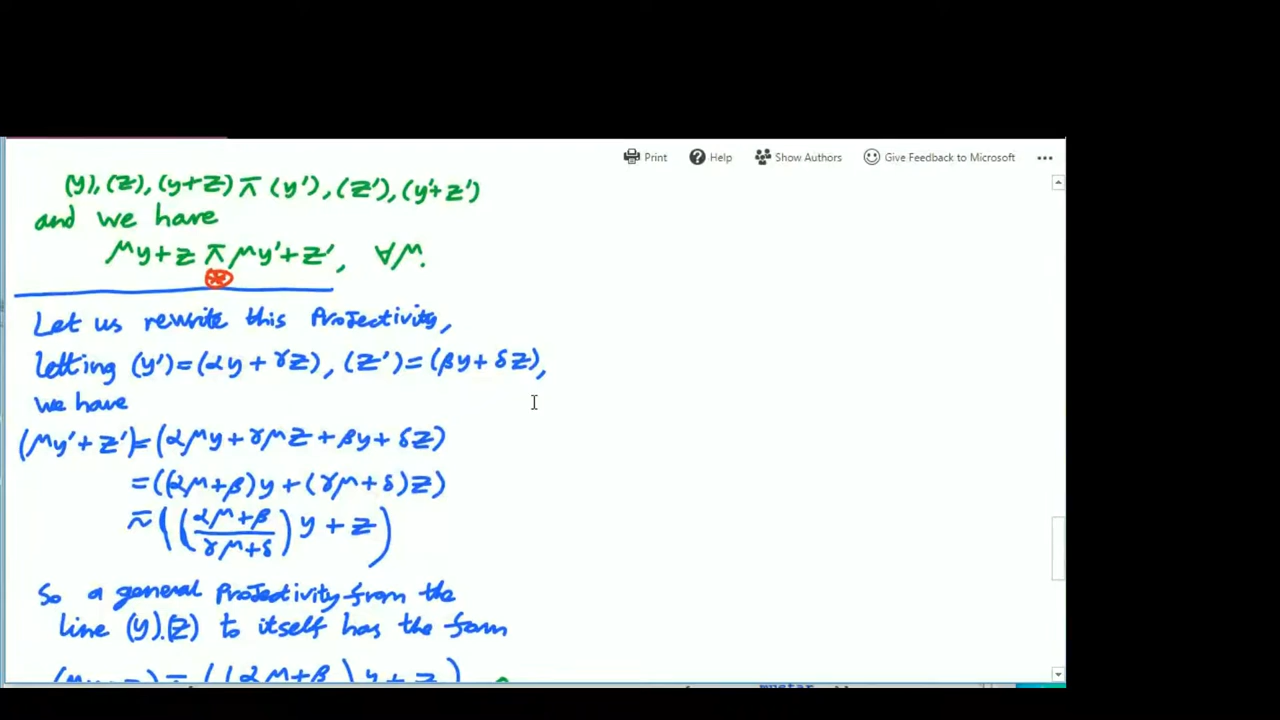 Print Help Show Authors Give Feedback to Microsoft
(y), (z), (y+z) ⊼ (y'), (z'), (y'+z')
and we have
μy+z ⊼ μy'+z', ∀μ.
Let us rewrite this Projectivity,
letting (y')=(αy+γz), (z')=(βy+δz),
we have
(μy'+z')=(αμy+γμz+βy+δz)
=((αμ+β)y+(γμ+δ)z)
⊼((αμ+β/γμ+δ)y+z)
So a general Projectivity from the
line (y).(z) to itself has the form